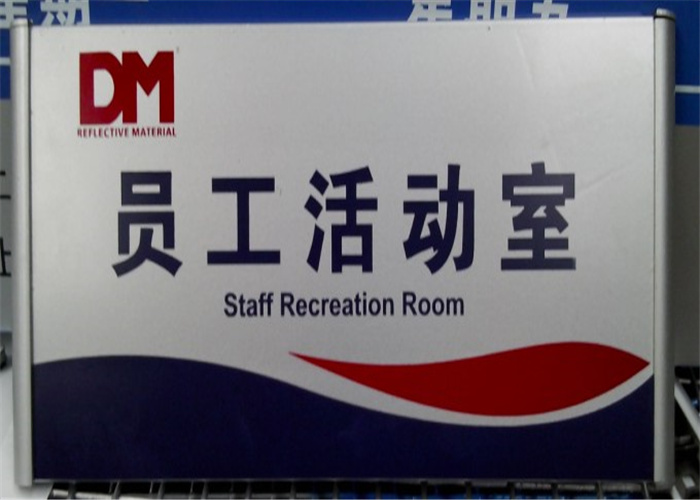 DM
REFLECTIVE MATERIAL
员工活动室
Staff Recreation Room